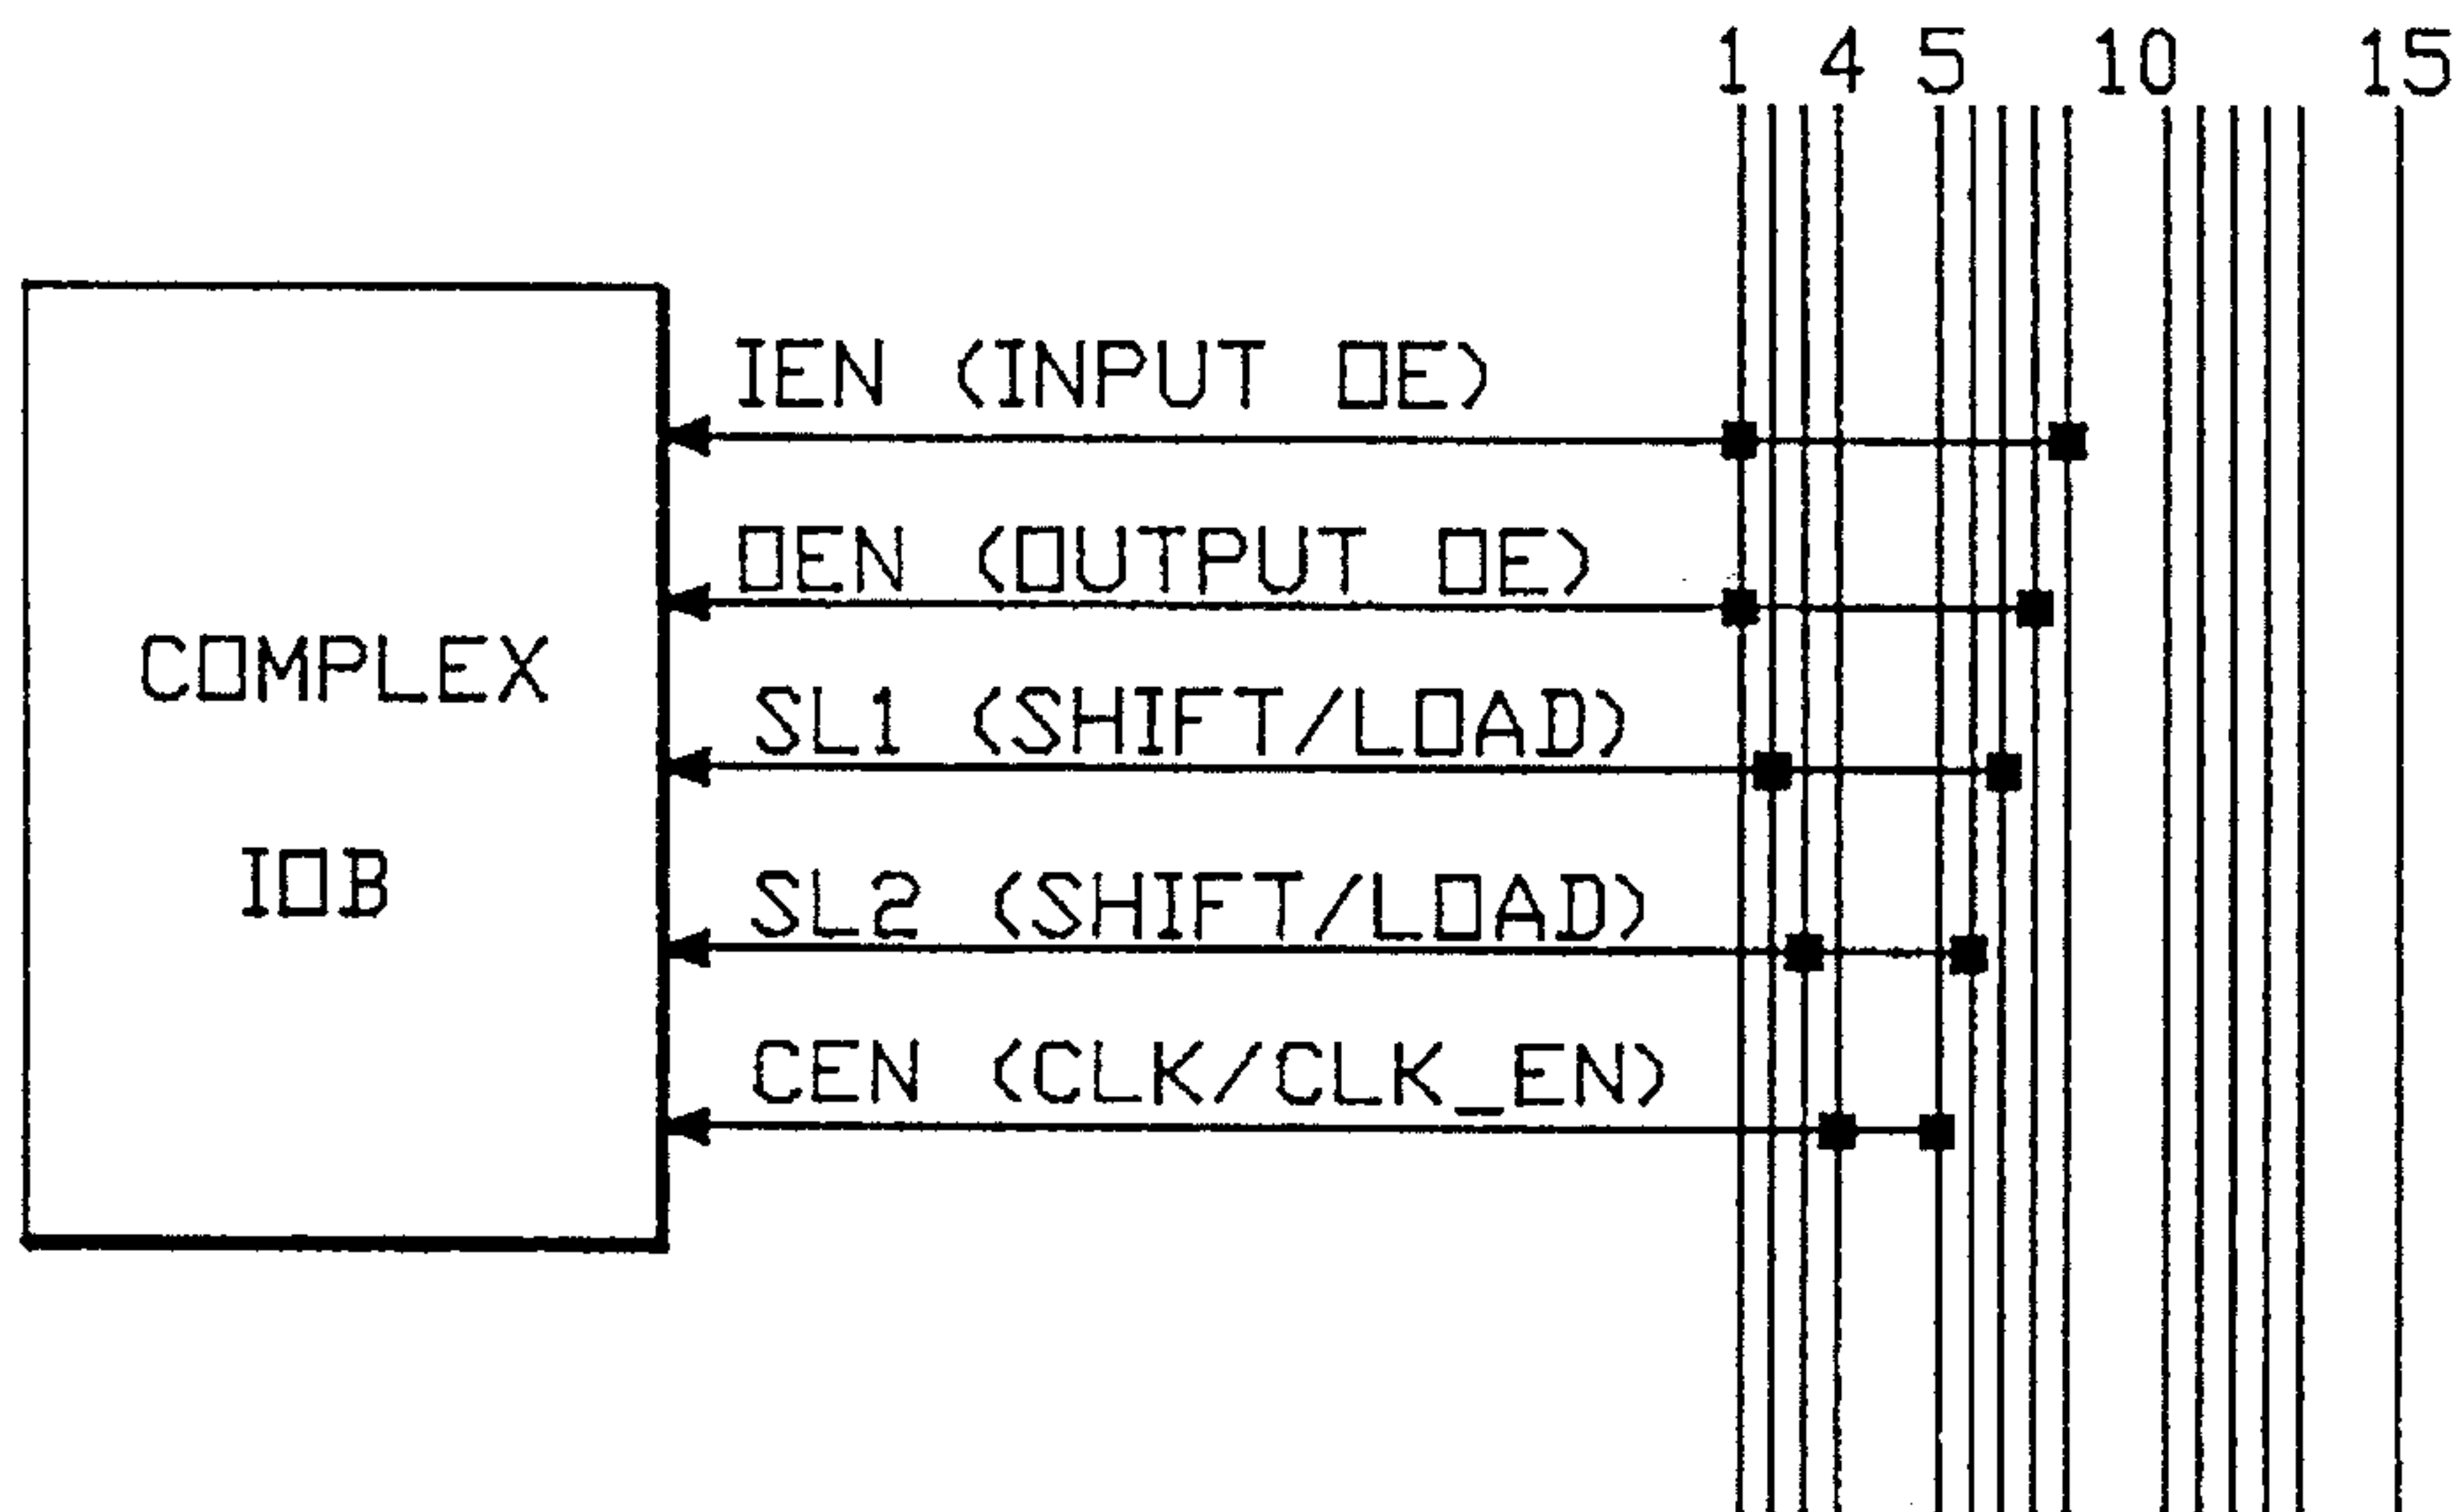 1 4 5 10 15
IEN (INPUT OE)
OEN (OUTPUT OE)
COMPLEX
SL1 (SHIFT/LOAD)
IOB
SL2 (SHIFT/LOAD)
CEN (CLK/CLK_EN)